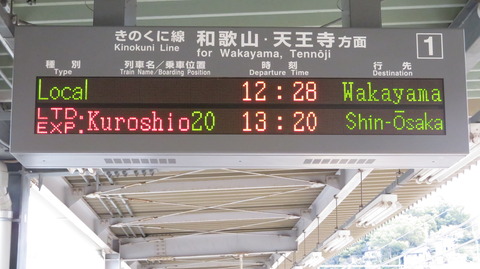 きのくに線 和歌山・天王寺方面 1
Kinokuni Line for Wakayama, Tennōji
種別 列車名/乗車位置 時刻 行先
Type Train Name/Boarding Position Departure Time Destination
Local 12:28 Wakayama
LTD. EXP. Kuroshio20 13:20 Shin-Ōsaka